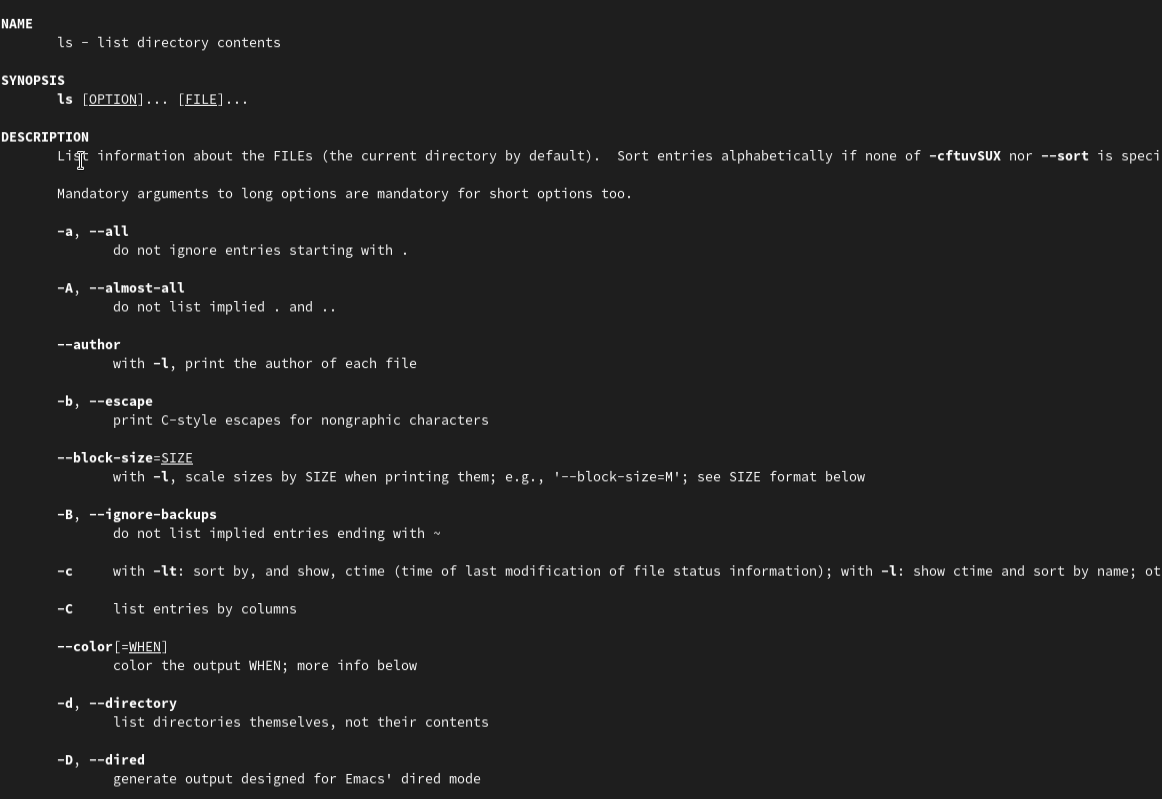 NAME
ls - list directory contents
SYNOPSIS
ls [OPTION]... [FILE]...
DESCRIPTION
List information about the FILEs (the current directory by default).  Sort entries alphabetically if none of -cftuvSUX nor --sort is speci
Mandatory arguments to long options are mandatory for short options too.
-a, --all
do not ignore entries starting with .
-A, --almost-all
do not list implied . and ..
--author
with -l, print the author of each file
-b, --escape
print C-style escapes for nongraphic characters
--block-size=SIZE
with -l, scale sizes by SIZE when printing them; e.g., '--block-size=M'; see SIZE format below
-B, --ignore-backups
do not list implied entries ending with ~
-c     with -lt: sort by, and show, ctime (time of last modification of file status information); with -l: show ctime and sort by name; ot
-C     list entries by columns
--color[=WHEN]
color the output WHEN; more info below
-d, --directory
list directories themselves, not their contents
-D, --dired
generate output designed for Emacs' dired mode